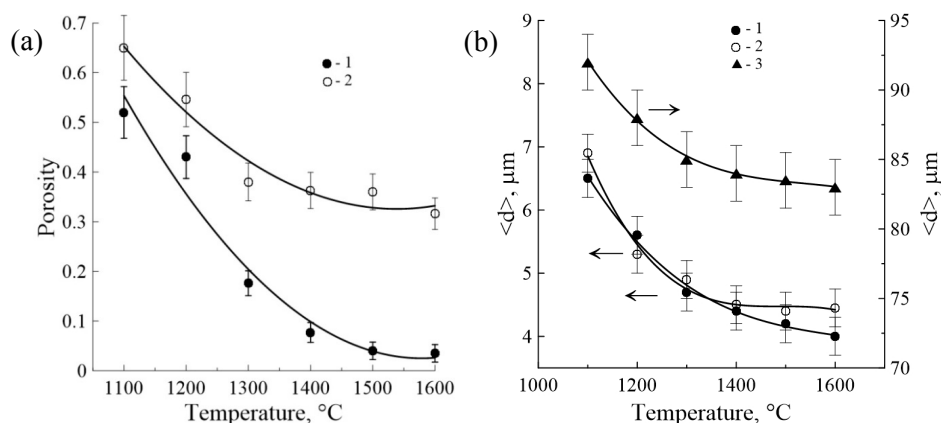 (a)
Porosity
0.7
0.6
0.5
0.4
0.3
0.2
0.1
0
- 1
- 2
1100 1200 1300 1400 1500 1600
Temperature, °C
(b)
<d>, μm
9
8
7
6
5
4
- 1
- 2
- 3
95
90
85
80
75
70
<d>, μm
1000 1200 1400 1600
Temperature, °C